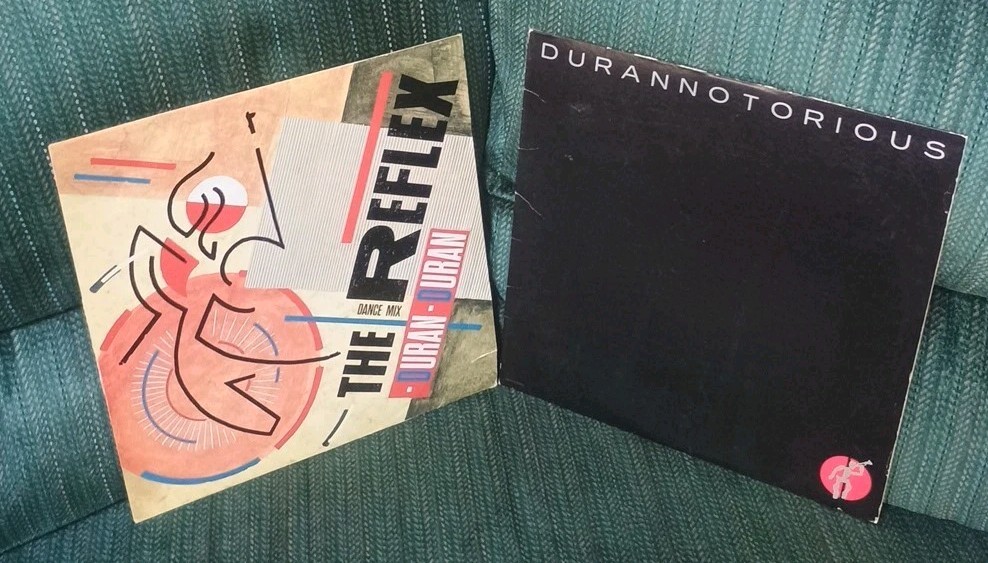 THE REFLEX
DANCE MIX
· DURAN · DURAN
DURANNOTORIOUS